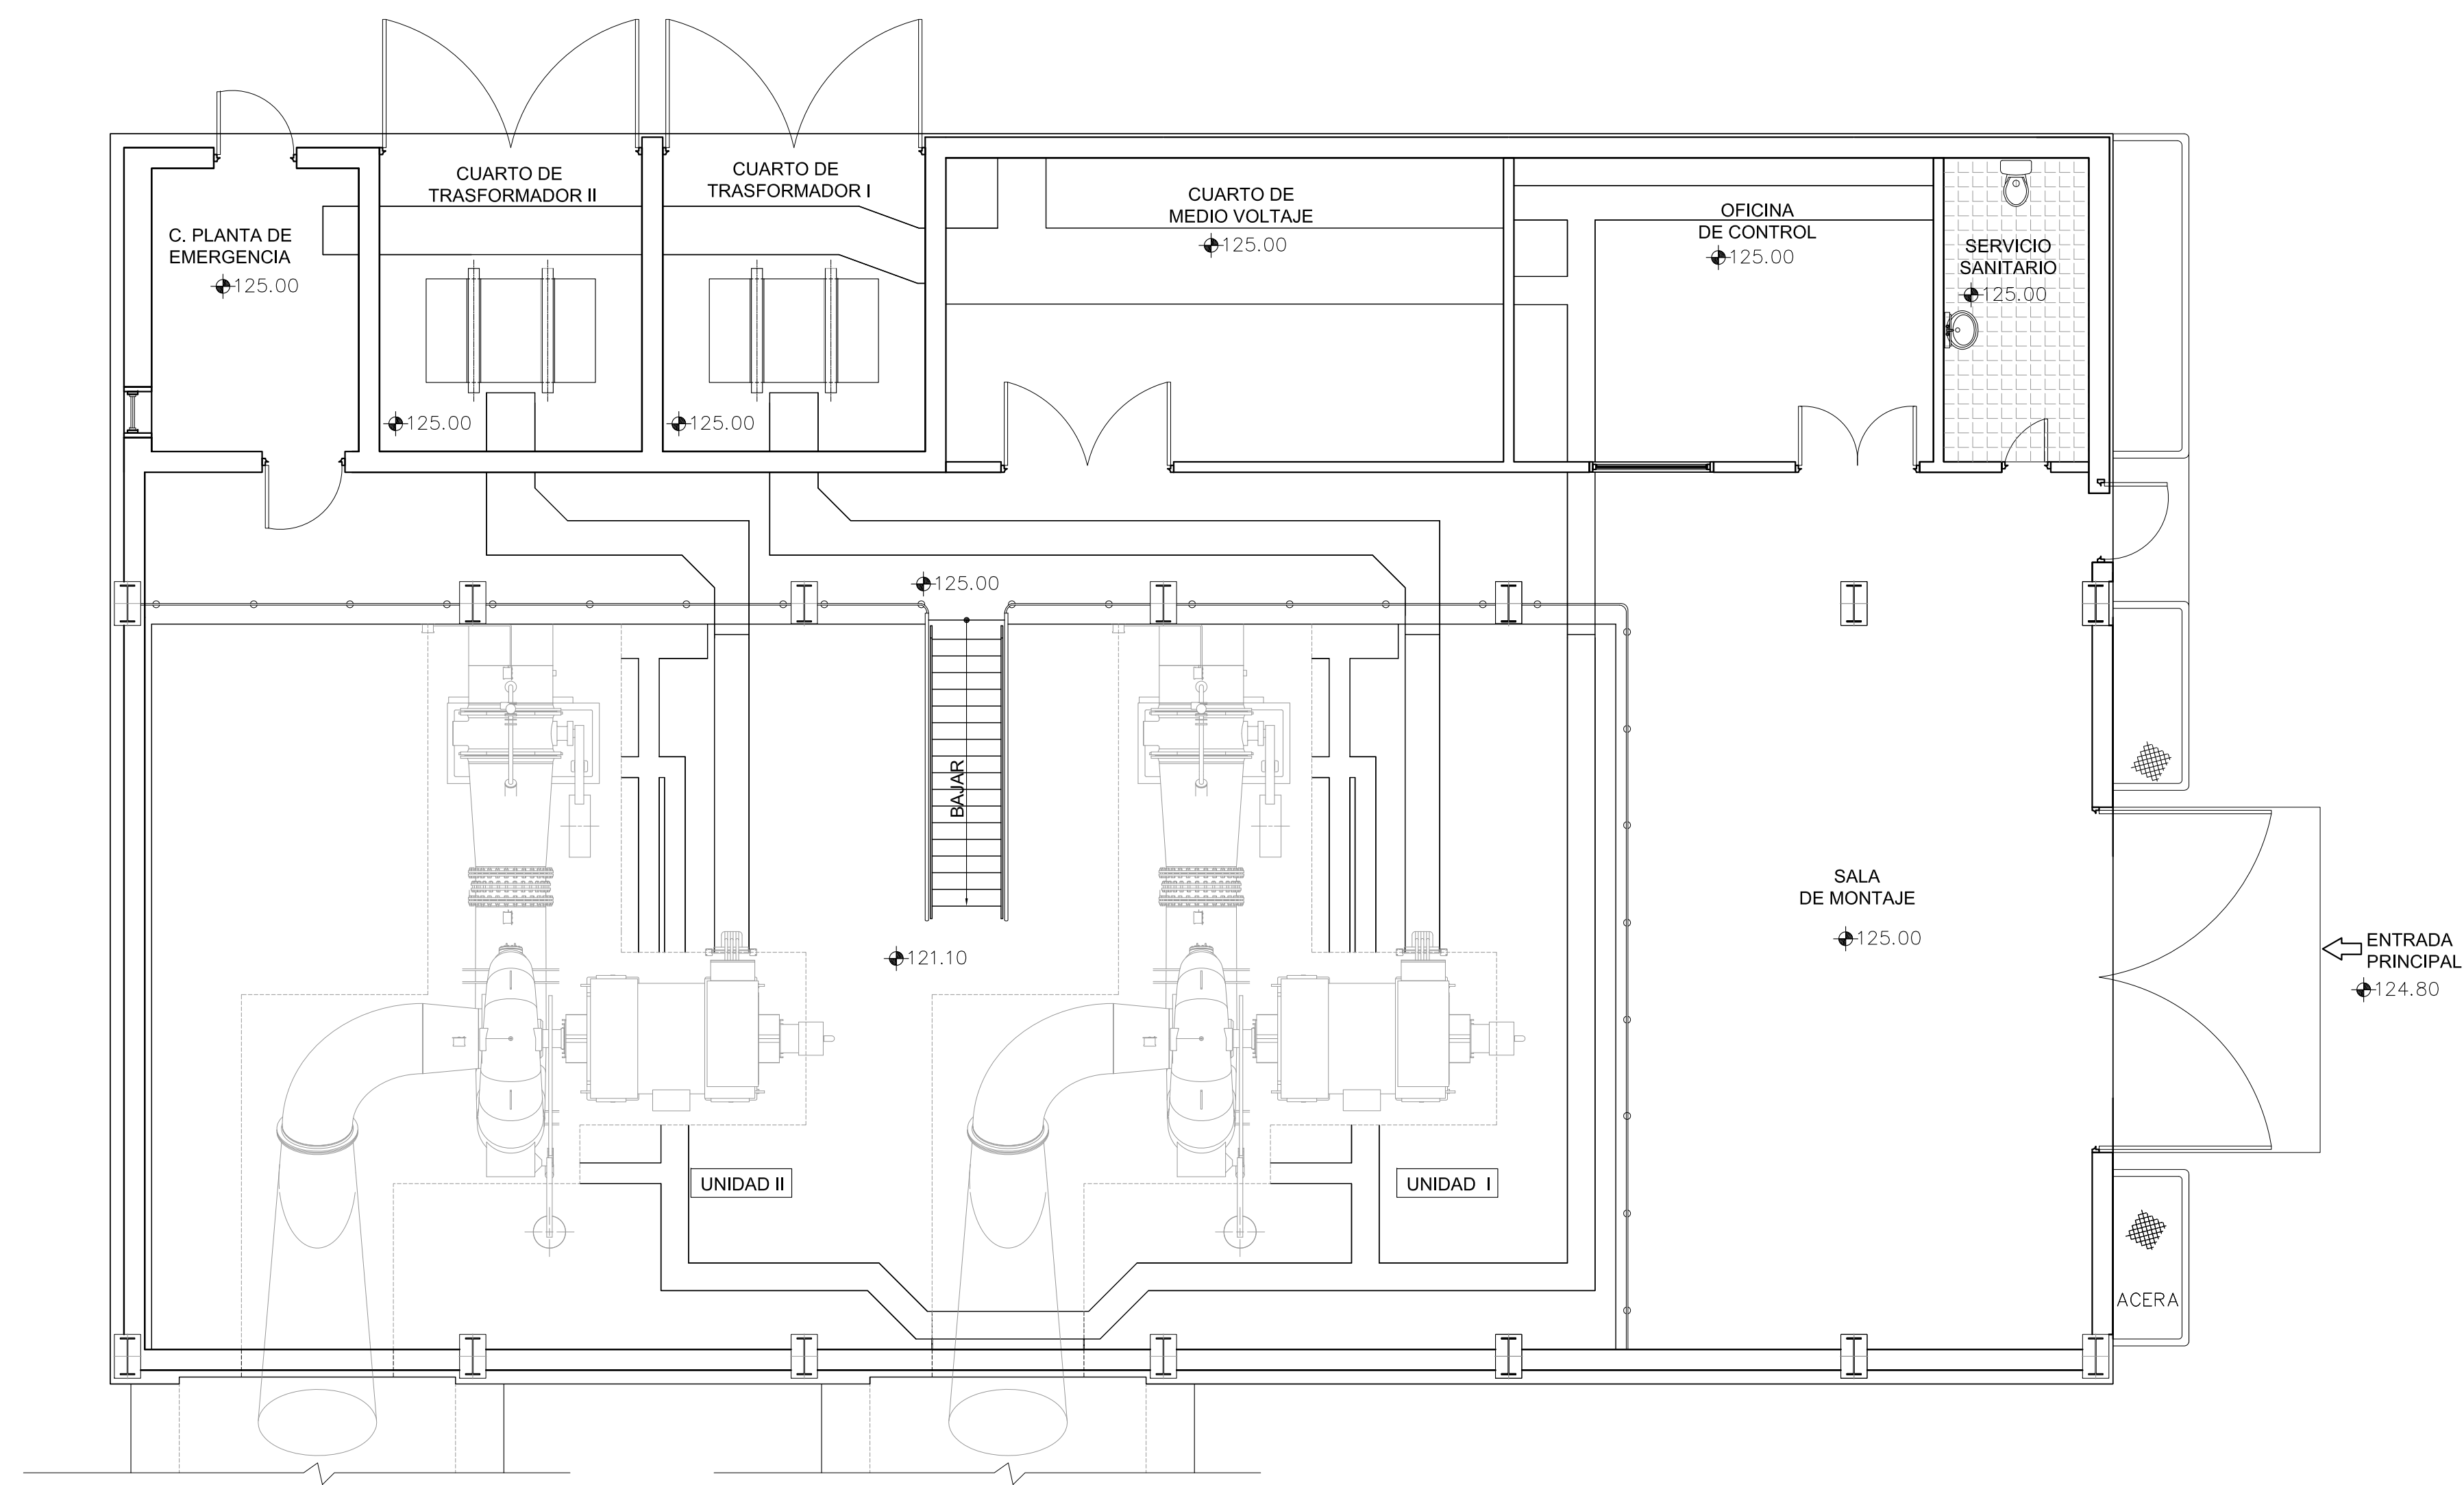 CUARTO DE
TRASFORMADOR II
CUARTO DE
TRASFORMADOR I
CUARTO DE
MEDIO VOLTAJE
125.00
OFICINA
DE CONTROL
125.00
SERVICIO
SANITARIO
125.00
C. PLANTA DE
EMERGENCIA
125.00
125.00
125.00
125.00
BAJAR
121.10
SALA
DE MONTAJE
125.00
ENTRADA
PRINCIPAL
124.80
UNIDAD II
UNIDAD I
ACERA